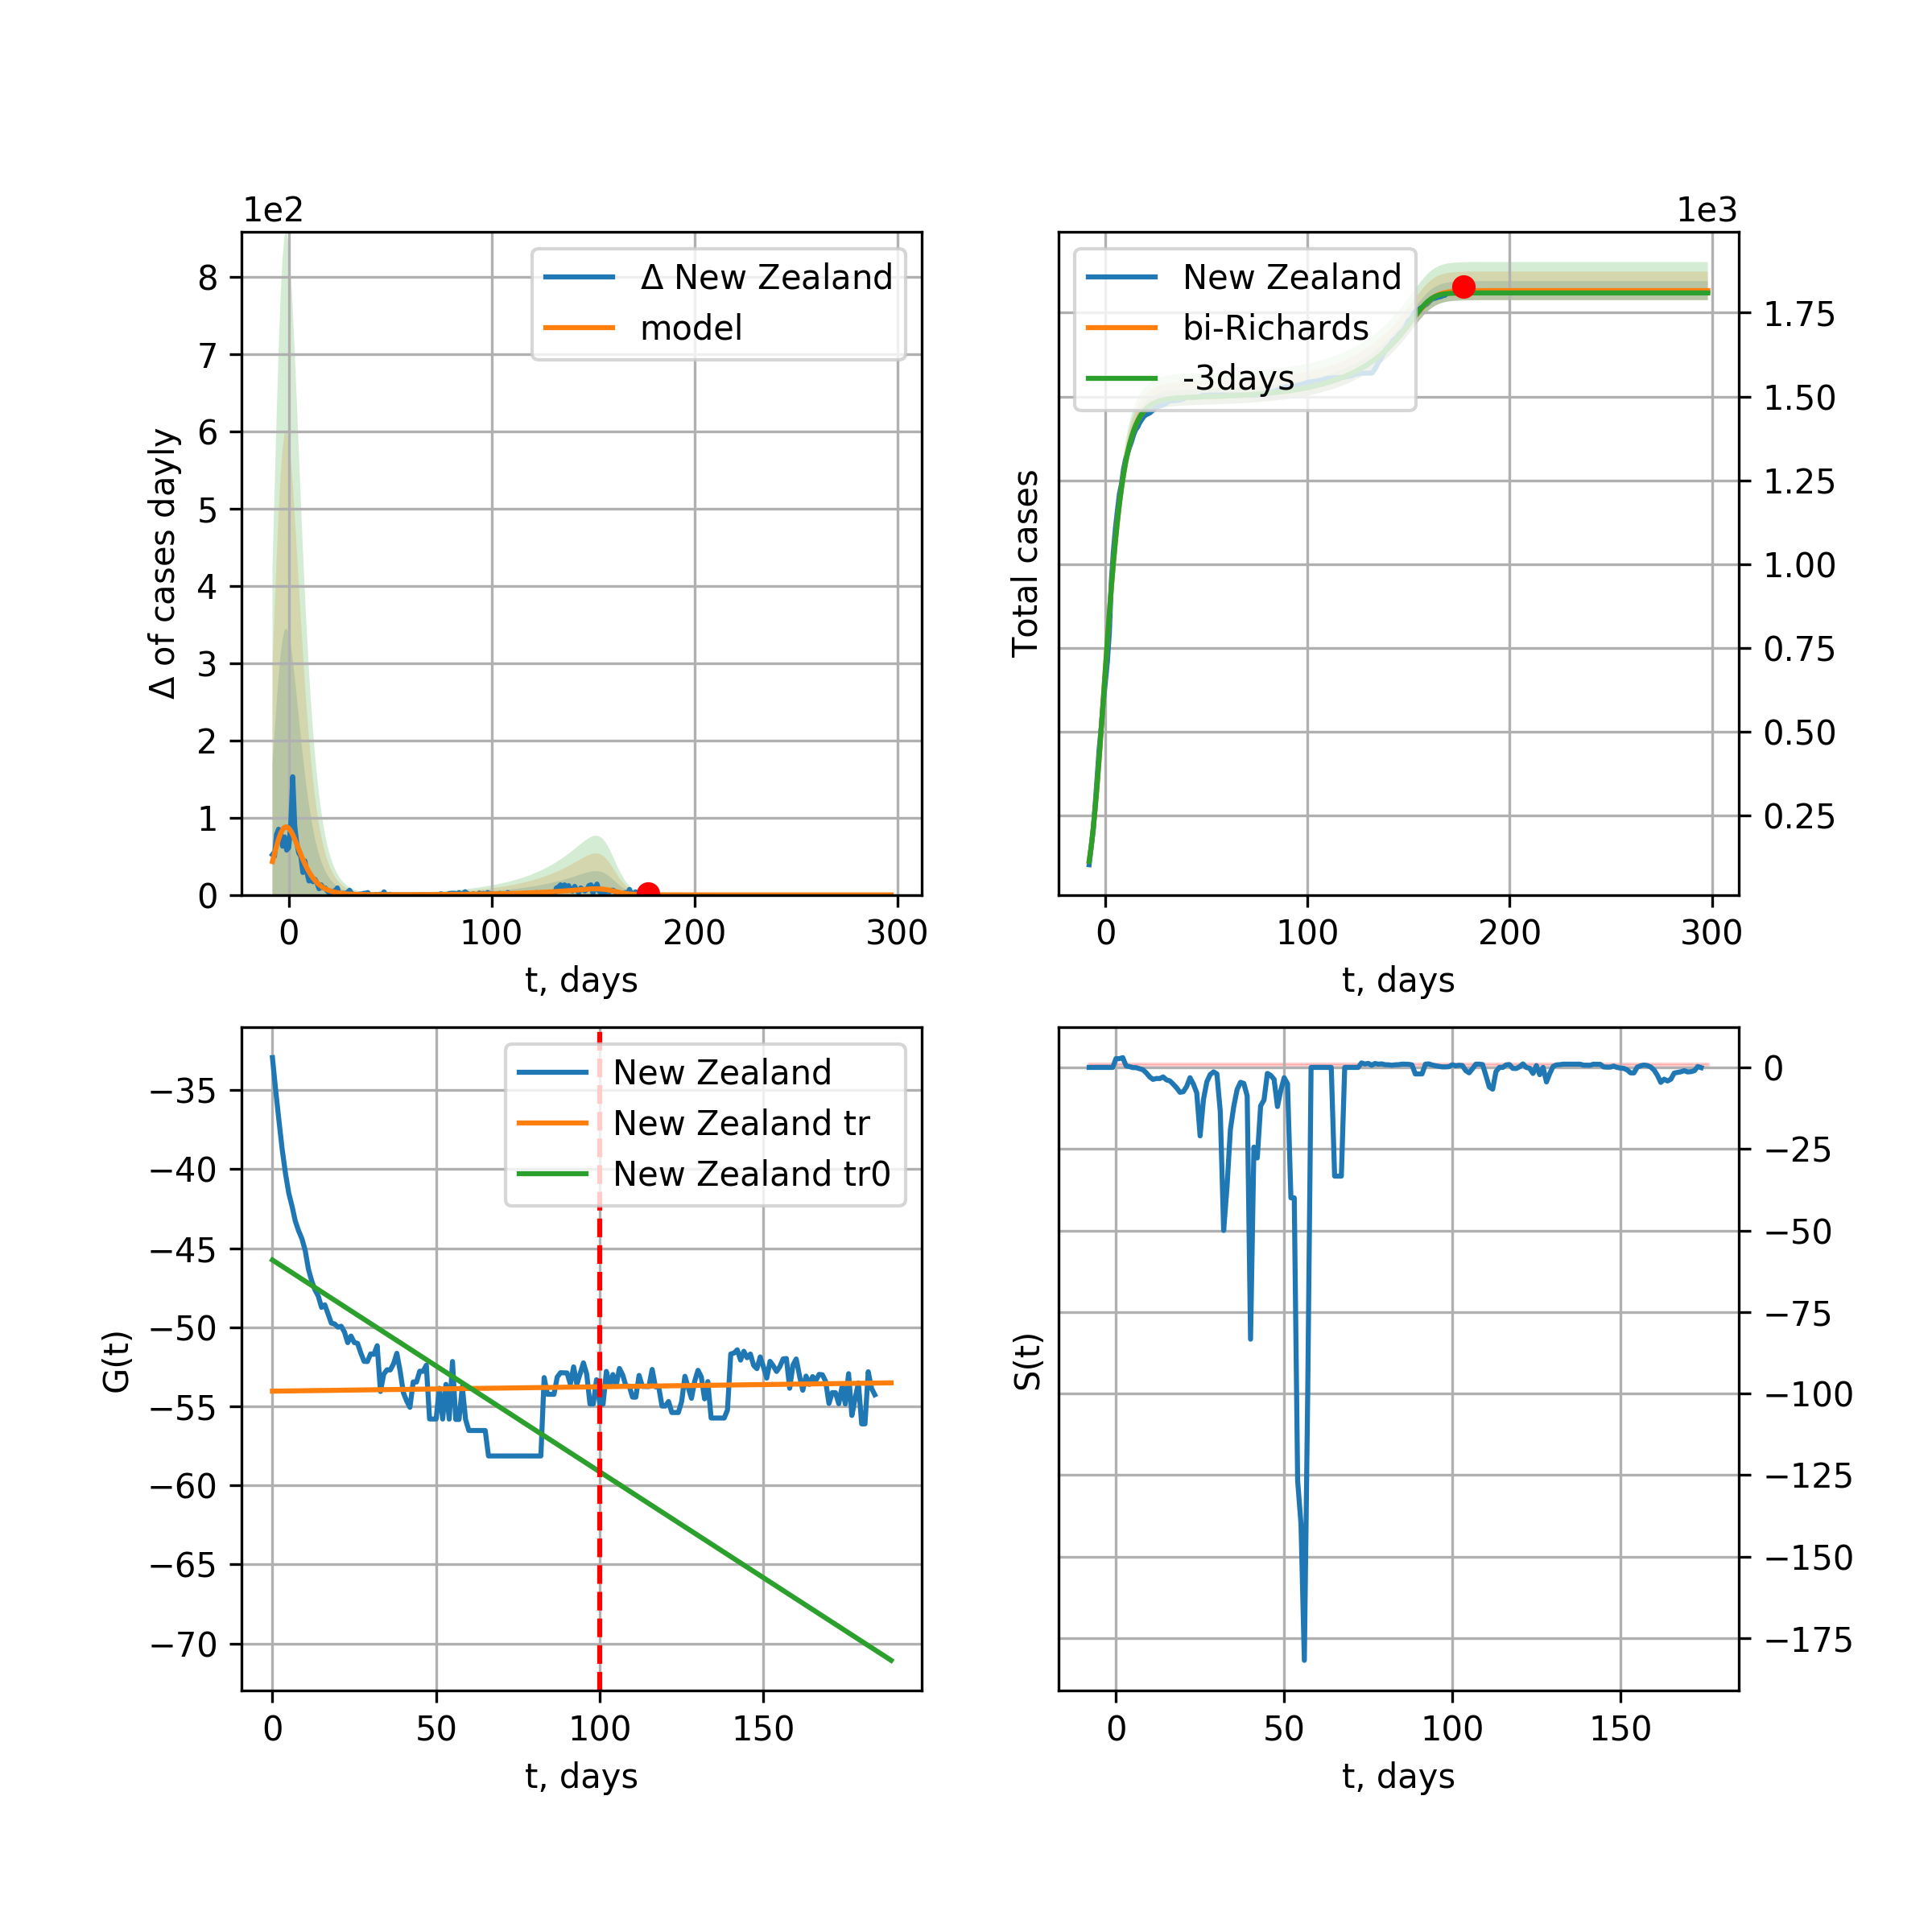 1e2
Δ of cases dayly
8
7
6
5
4
3
2
1
0
Δ New Zealand
model
0 100 200 300
t, days
1e3
Total cases
New Zealand
bi-Richards
-3days
1.75
1.50
1.25
1.00
0.75
0.50
0.25
0 100 200 300
t, days
G(t)
−35
−40
−45
−50
−55
−60
−65
−70
New Zealand
New Zealand tr
New Zealand tr0
0 50 100 150
t, days
S(t)
0
−25
−50
−75
−100
−125
−150
−175
0 50 100 150
t, days